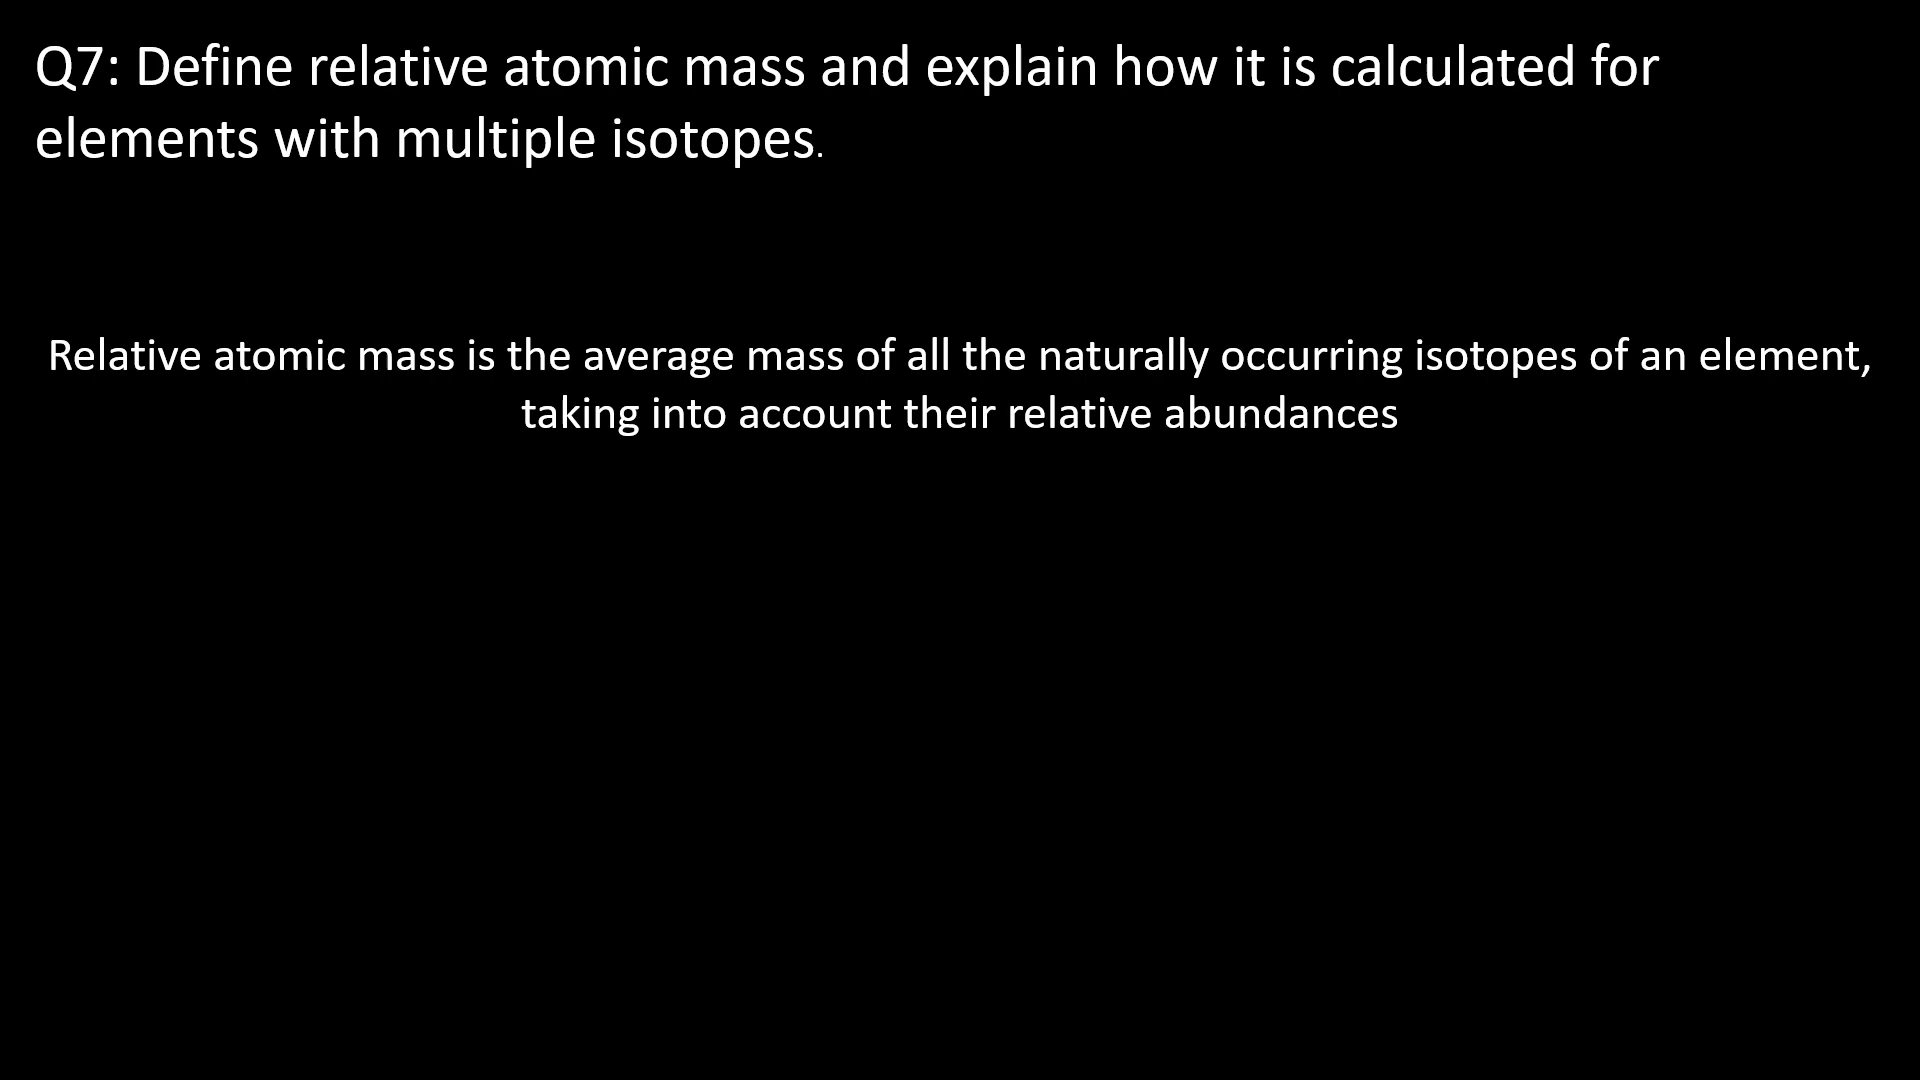 Q7: Define relative atomic mass and explain how it is calculated for
elements with multiple isotopes.
Relative atomic mass is the average mass of all the naturally occurring isotopes of an element,
taking into account their relative abundances